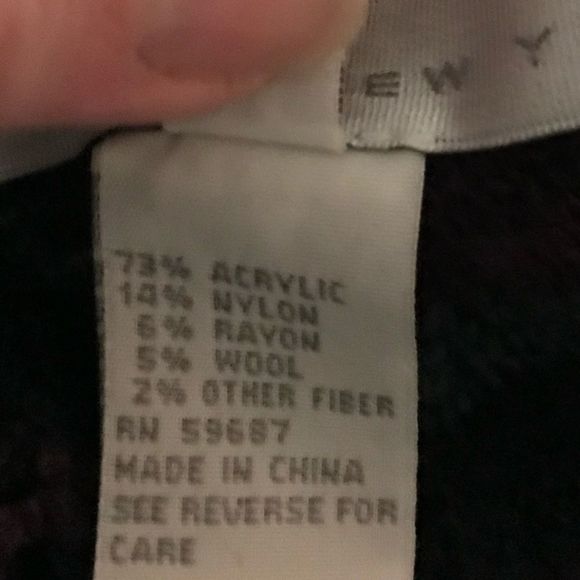 EW Y
73% ACRYLIC
14% NYLON
6% RAYON
5% WOOL
2% OTHER FIBER
RN 59687
MADE IN CHINA
SEE REVERSE FOR
CARE